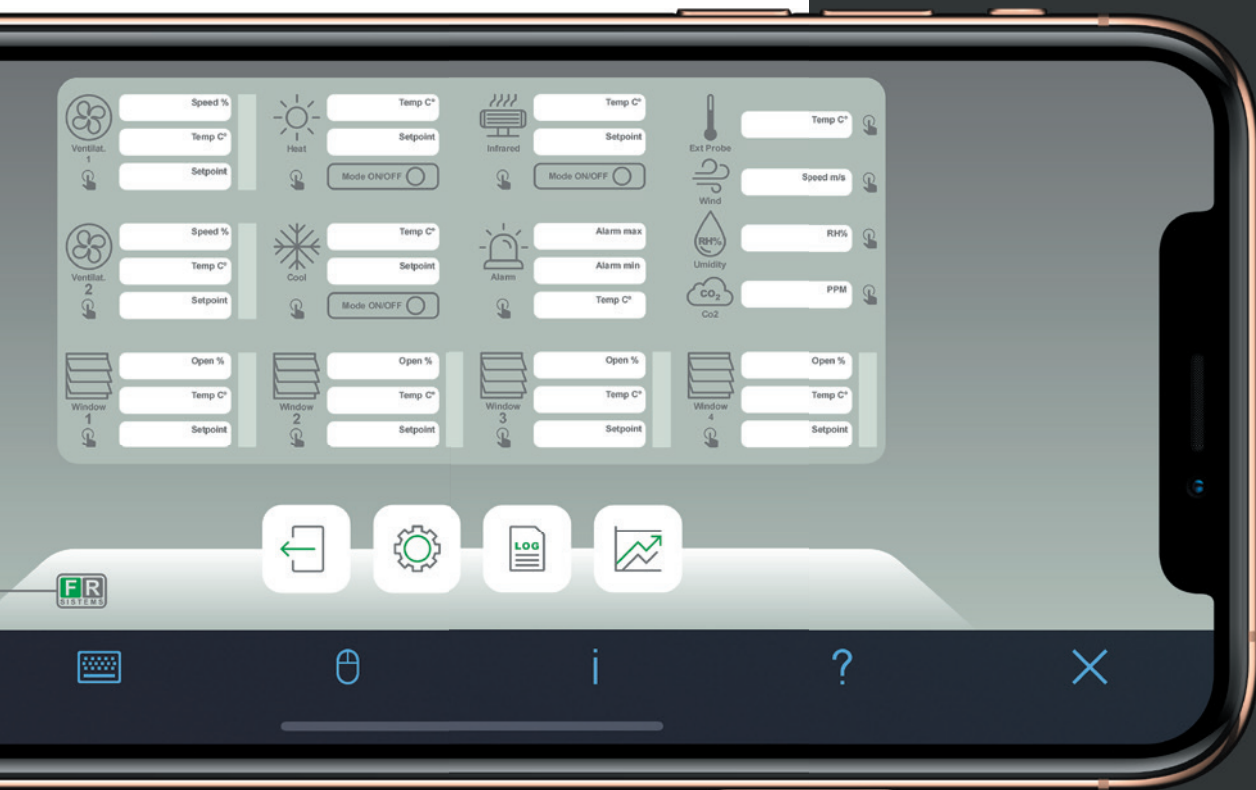 Speed %
Temp C°
Ventilat.
1
Setpoint
Temp C°
Setpoint
Heat
Mode ON/OFF
Temp C°
Setpoint
Infrared
Mode ON/OFF
Temp C°
Ext Probe
Speed m/s
Wind
RH%
RH%
Umidity
PPM
CO2
Co2
Speed %
Temp C°
Ventilat.
2
Setpoint
Temp C°
Setpoint
Cool
Mode ON/OFF
Alarm max
Alarm min
Alarm
Temp C°
Open %
Temp C°
Window
1
Setpoint
Open %
Temp C°
Window
2
Setpoint
Open %
Temp C°
Window
3
Setpoint
Open %
Temp C°
Window
4
Setpoint
LOG
FR
SISTEMS
i
?